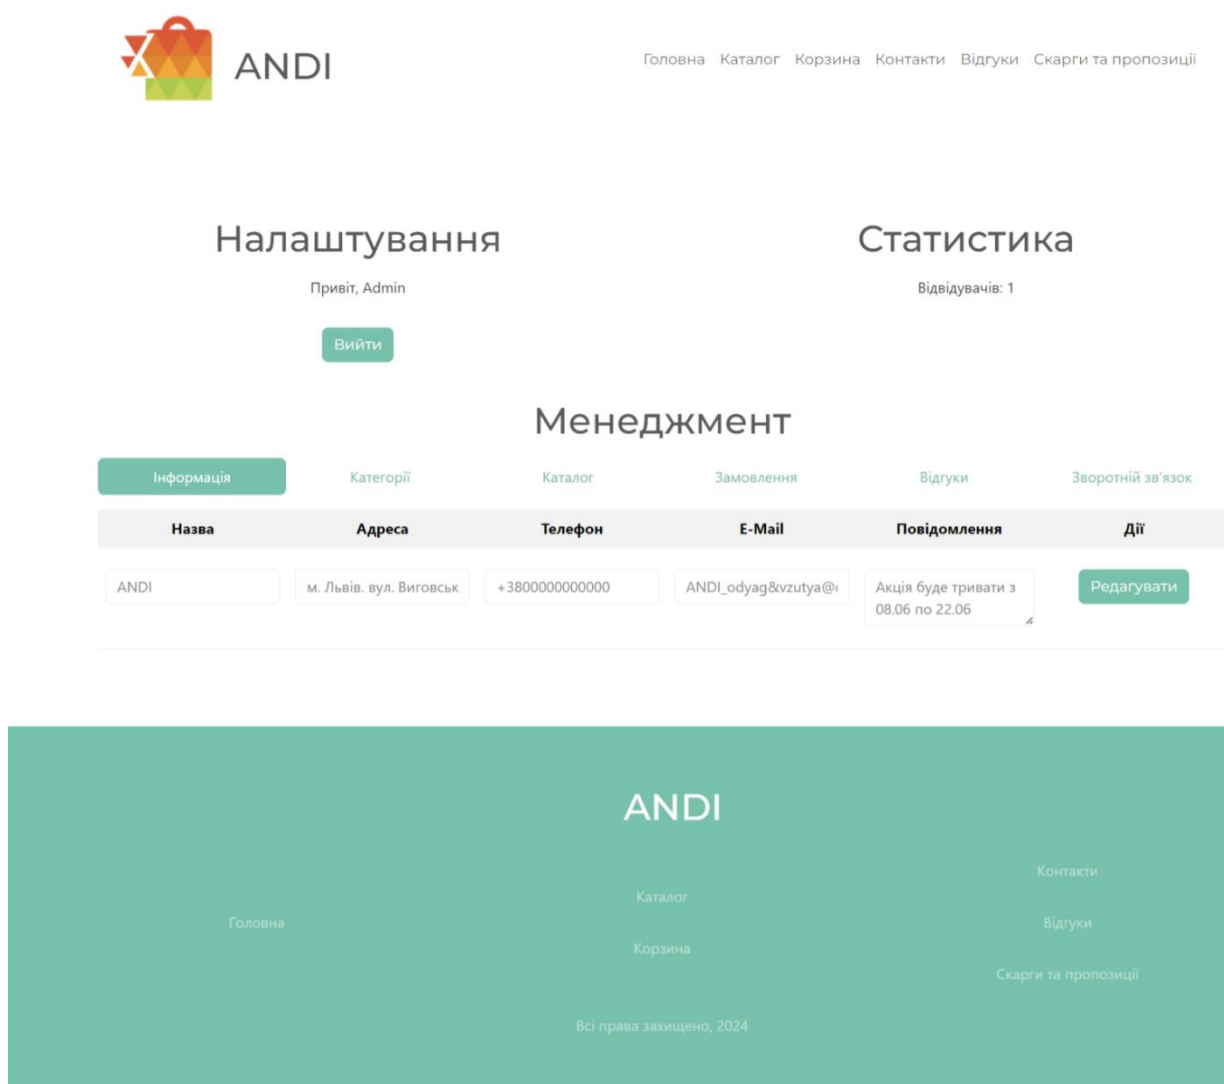 ANDI
Головна Каталог Корзина Контакти Відгуки Скарги та пропозиції
Налаштування
Статистика
Привіт, Admin
Відвідувачів: 1
Вийти
Менеджмент
Інформація Категорії Каталог Замовлення Відгуки Зворотній зв'язок
Назва Адреса Телефон E-Mail Повідомлення Дії
ANDI м. Львів. вул. Виговськ +3800000000000 ANDI_odyag&vzutya@ Акція буде тривати з Редагувати
08.06 по 22.06
ANDI
Контакти
Каталог
Головна
Відгуки
Корзина
Скарги та пропозиції
Всі права захищено, 2024